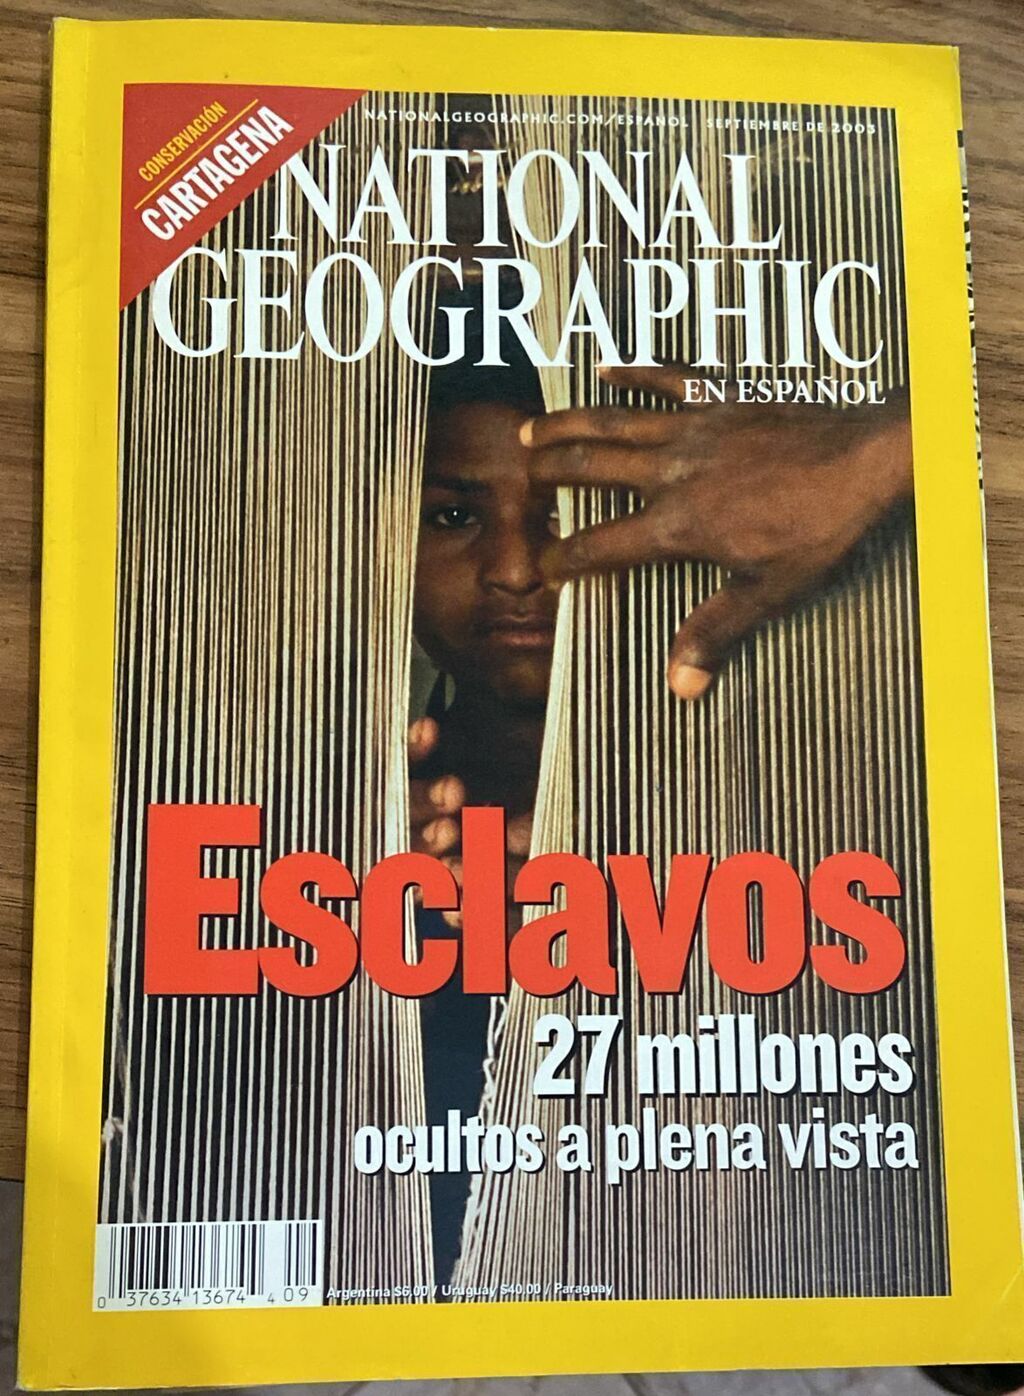 CONSERVACIÓN
CARTAGENA
NATIONALGEOGRAPHIC.COM/ESPAÑOL SEPTIEMBRE DE 2003
NATIONAL
GEOGRAPHIC
EN ESPAÑOL
Esclavos
27 millones
ocultos a plena vista
0 37634 13674 4 09
Argentina $6.00 / Uruguay $40.00 / Paraguay